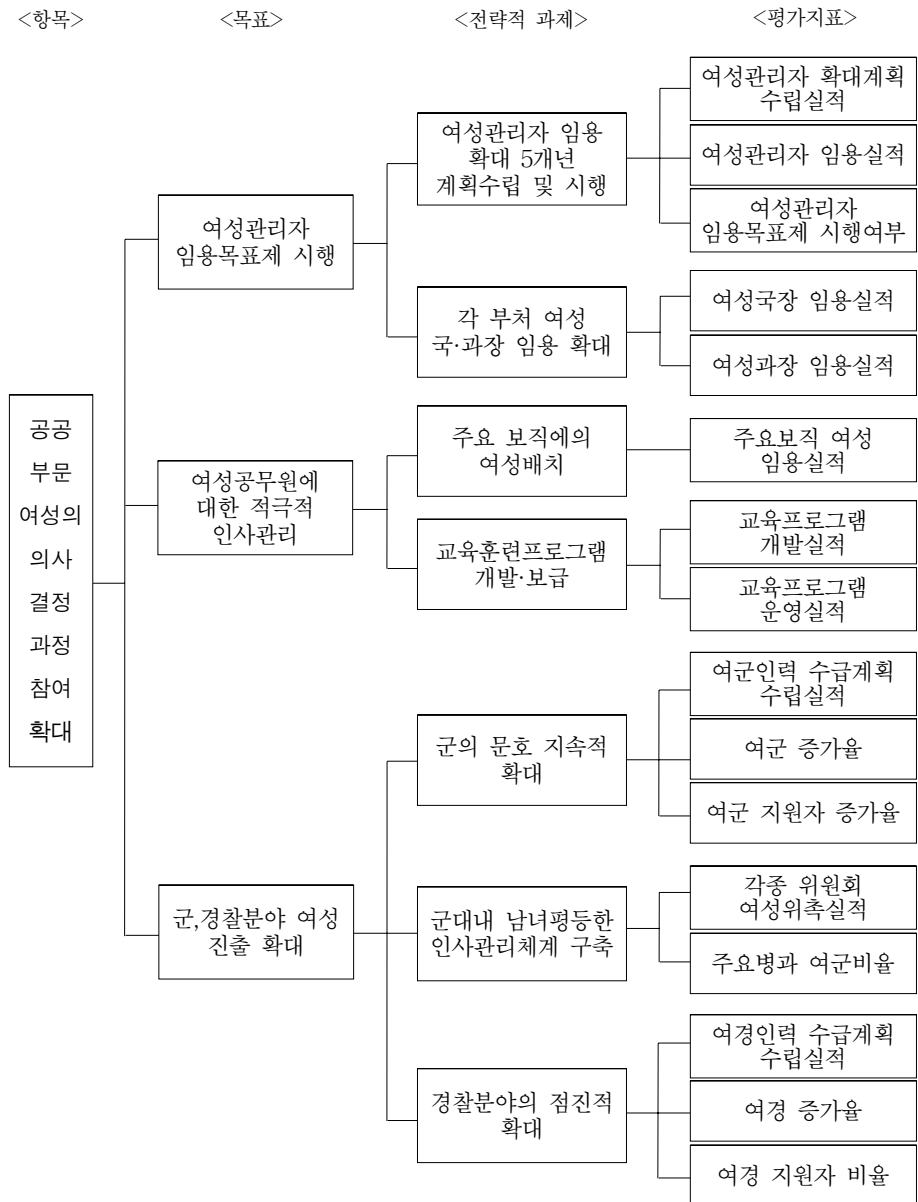 <항목>
<목표>
<전략적 과제>
<평가지표>
공공
부문
여성의
의사
결정
과정
참여
확대
여성관리자
임용목표제 시행
여성관리자 임용
확대 5개년
계획수립 및 시행
여성관리자 확대계획
수립실적
여성관리자 임용실적
여성관리자
임용목표제 시행여부
각 부처 여성
국·과장 임용 확대
여성국장 임용실적
여성과장 임용실적
여성공무원에
대한 적극적
인사관리
주요 보직에의
여성배치
주요보직 여성
임용실적
교육훈련프로그램
개발·보급
교육프로그램
개발실적
교육프로그램
운영실적
군,경찰분야 여성
진출 확대
군의 문호 지속적
확대
여군인력 수급계획
수립실적
여군 증가율
여군 지원자 증가율
군대내 남녀평등한
인사관리체계 구축
각종 위원회
여성위촉실적
주요병과 여군비율
경찰분야의 점진적
확대
여경인력 수급계획
수립실적
여경 증가율
여경 지원자 비율